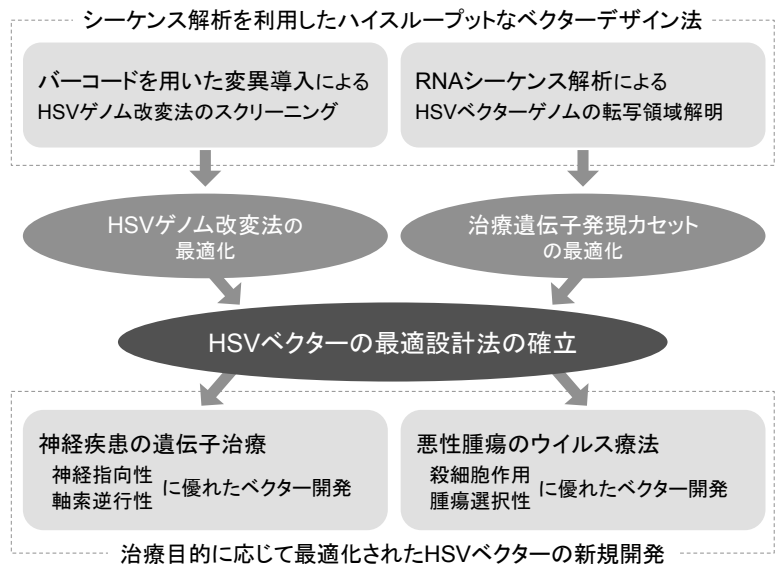 シーケンス解析を利用したハイスループットなベクターデザイン法
バーコードを用いた変異導入による
HSVゲノム改変法のスクリーニング
RNAシーケンス解析による
HSVベクターゲノムの転写領域解明
HSVゲノム改変法の
最適化
治療遺伝子発現カセット
の最適化
HSVベクターの最適設計法の確立
神経疾患の遺伝子治療
神経指向性
軸索逆行性
に優れたベクター開発
悪性腫瘍のウイルス療法
殺細胞作用
腫瘍選択性
に優れたベクター開発
治療目的に応じて最適化されたHSVベクターの新規開発